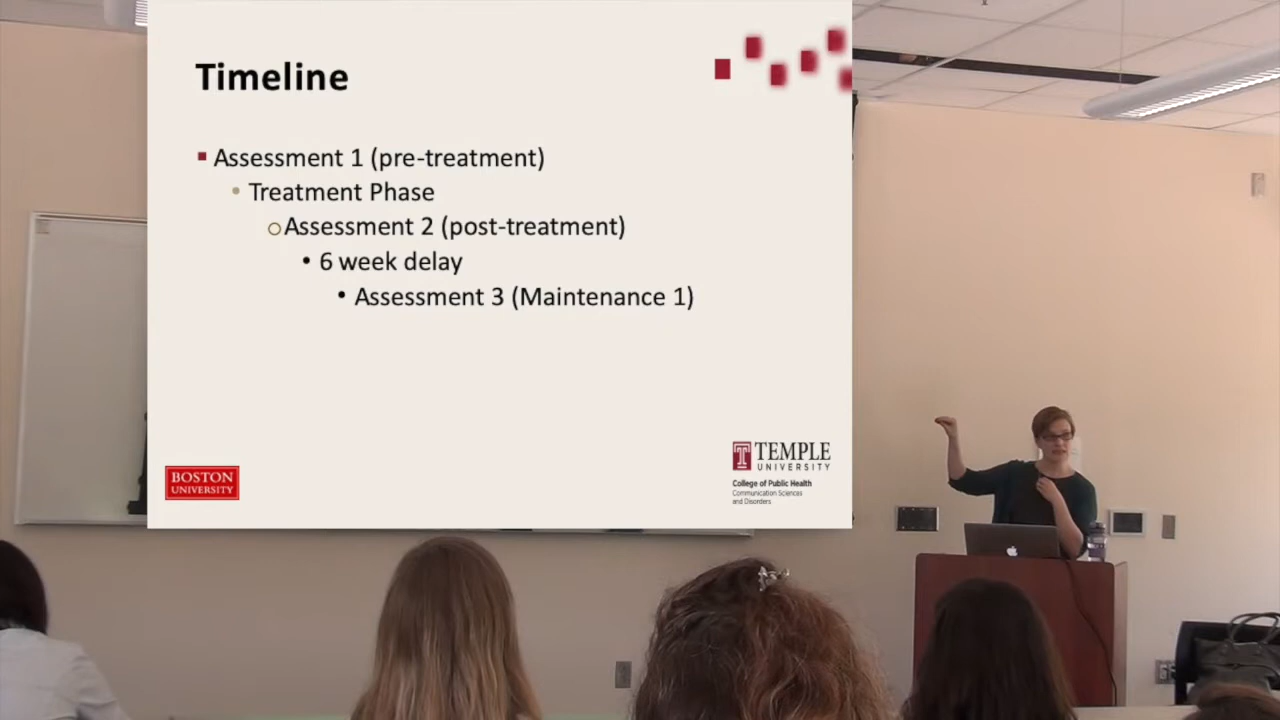 Timeline
Assessment 1 (pre-treatment)
Treatment Phase
Assessment 2 (post-treatment)
6 week delay
Assessment 3 (Maintenance 1)
BOSTON
UNIVERSITY
TEMPLE
UNIVERSITY
College of Public Health
Communication Sciences
and Disorders